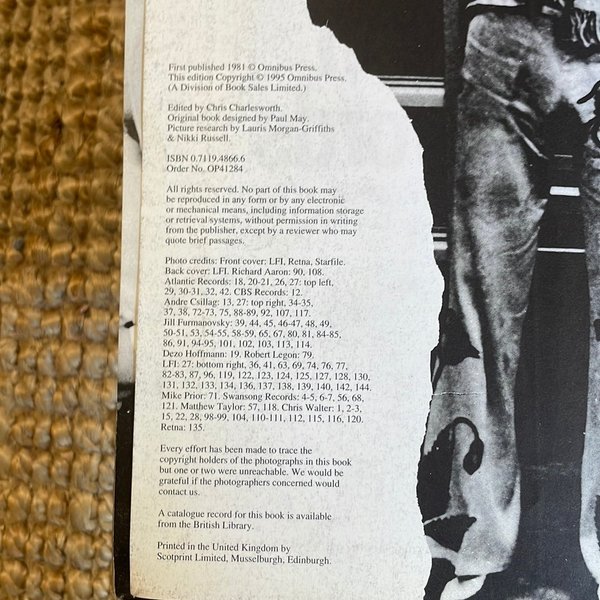 First published 1981 © Omnibus Press.
This edition Copyright © 1995 Omnibus Press.
(A Division of Book Sales Limited.)
Edited by Chris Charlesworth.
Original book designed by Paul May.
Picture research by Lauris Morgan-Griffiths
& Nikki Russell.
ISBN 0.7119.4866.6
Order No. OP41284
All rights reserved. No part of this book may
be reproduced in any form or by any electronic
or mechanical means, including information storage
or retrieval systems, without permission in writing
from the publisher, except by a reviewer who may
quote brief passages.
Photo credits: Front cover: LFI, Retna, Starfile.
Back cover: LFI. Richard Aaron: 90, 108.
Atlantic Records: 18, 20-21, 26, 27: top left,
29, 30-31, 32, 42. CBS Records: 12.
Andre Csillag: 13, 27: top right, 34-35,
37, 38, 72-73, 75, 88-89, 92, 107, 117.
Jill Furmanovsky: 39, 44, 45, 46-47, 48, 49,
50-51, 53, 54-55, 58-59, 65, 67, 80, 81, 84-85,
86, 91, 94-95, 101, 102, 103, 113, 114.
Dezo Hoffmann: 19. Robert Legon: 79.
LFI: 27: bottom right, 36, 41, 63, 69, 74, 76, 77,
82-83, 87, 96, 119, 122, 123, 124, 125, 127, 128, 130,
131, 132, 133, 134, 136, 137, 138, 139, 140, 142, 144.
Mike Prior: 71. Swansong Records: 4-5, 6-7, 56, 68,
121. Matthew Taylor: 57, 118. Chris Walter: 1, 2-3,
15, 22, 28, 98-99, 104, 110-111, 112, 115, 116, 120.
Retna: 135.
Every effort has been made to trace the
copyright holders of the photographs in this book
but one or two were unreachable. We would be
grateful if the photographers concerned would
contact us.
A catalogue record for this book is available
from the British Library.
Printed in the United Kingdom by
Scotprint Limited, Musselburgh, Edinburgh.